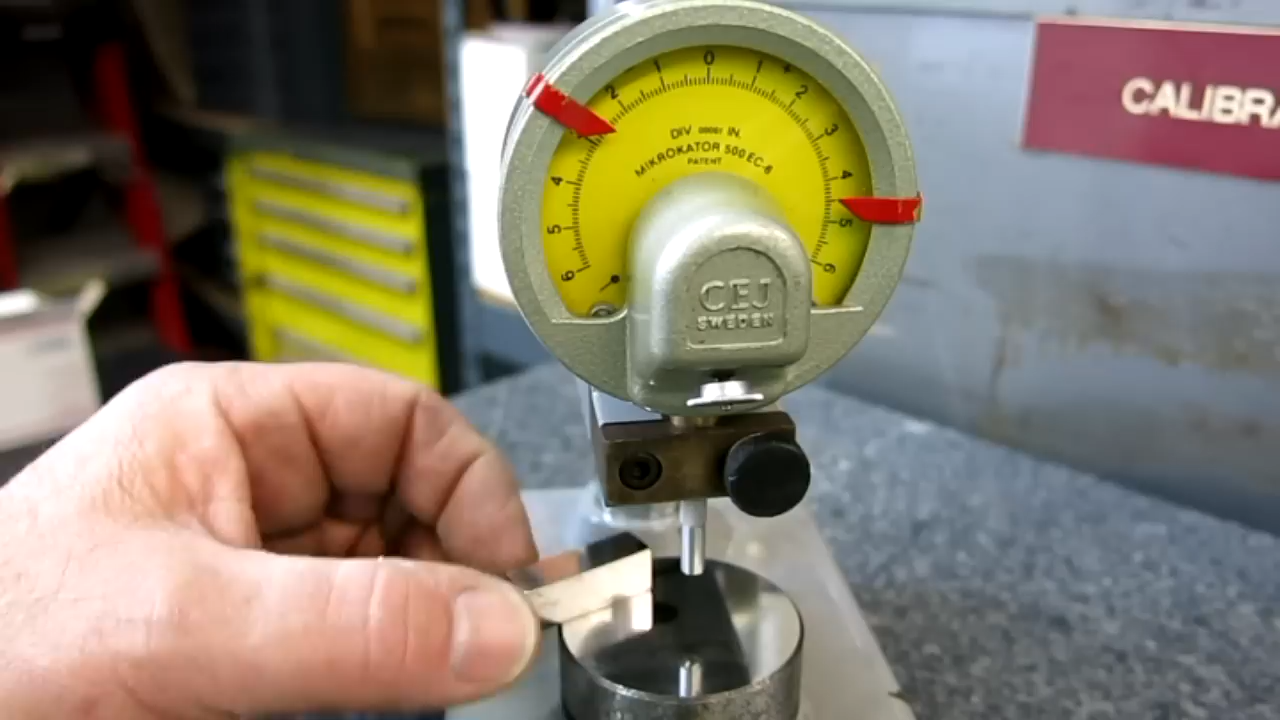 CALIBRA
2 1 0 1 + 2
3
4 4
5 5
6 6
DIV .00001 IN.
MIKROKATOR 500 EC-6
PATENT
CEJ
SWEDEN